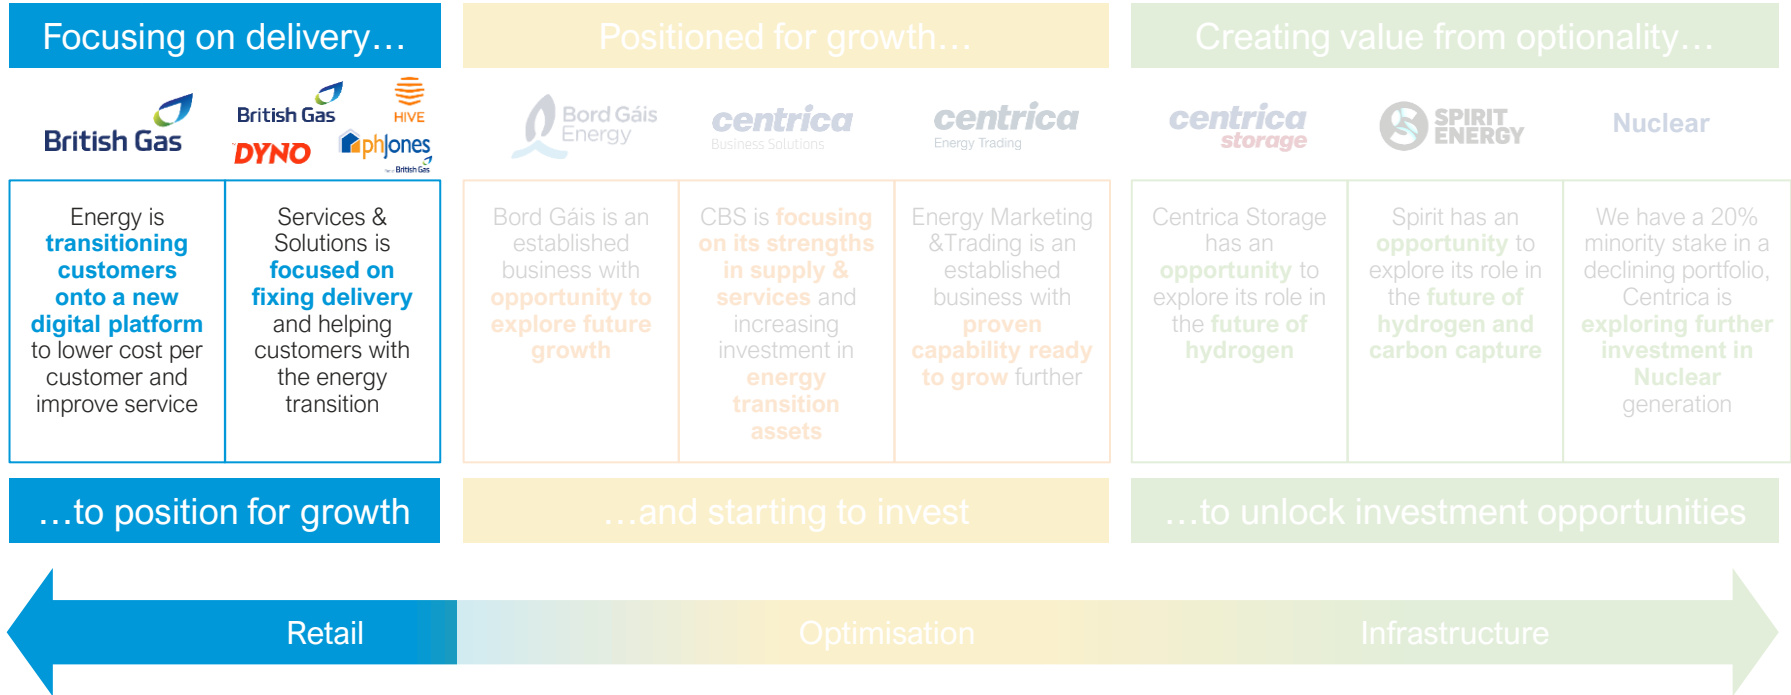 Focusing on delivery…
British Gas
British Gas
HIVE
DYNO
phJones
British Gas
Energy is
transitioning
customers
onto a new
digital platform
to lower cost per
customer and
improve service
Services &
Solutions is
focused on
fixing delivery
and helping
customers with
the energy
transition
…to position for growth
Positioned for growth…
Bord Gáis
Energy
centrica
Business Solutions
centrica
Energy Trading
Bord Gáis is an
established
business with
opportunity to
explore future
growth
CBS is focusing
on its strengths
in supply &
services and
increasing
investment in
energy
transition
assets
Energy Marketing
&Trading is an
established
business with
proven
capability ready
to grow further
…and starting to invest
Creating value from optionality…
centrica
storage
SPIRIT
ENERGY
Nuclear
Centrica Storage
has an
opportunity to
explore its role in
the future of
hydrogen
Spirit has an
opportunity to
explore its role in
the future of
hydrogen and
carbon capture
We have a 20%
minority stake in a
declining portfolio,
Centrica is
exploring further
investment in
Nuclear
generation
…to unlock investment opportunities
Retail
Optimisation
Infrastructure